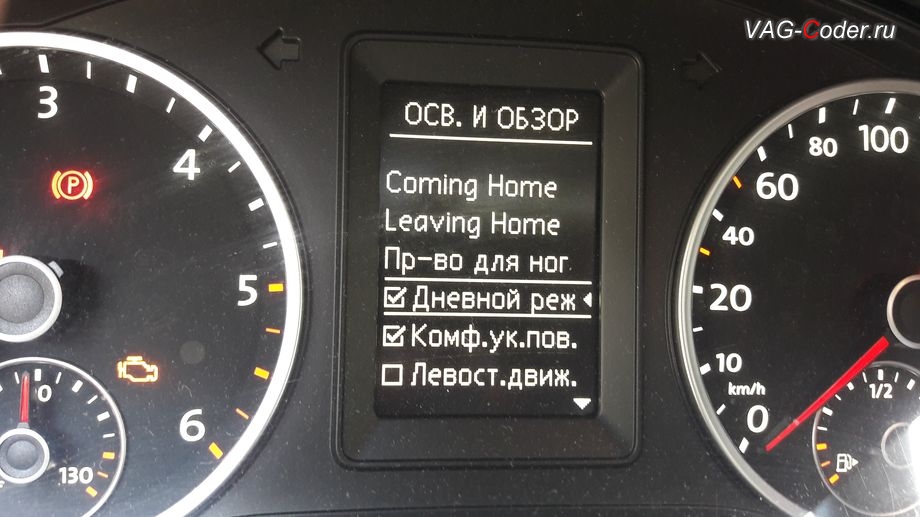 VAG-Coder.ru
ОСВ. И ОБЗОР
Coming Home
Leaving Home
Пр-во для ног
Дневной реж
Комф.ук.пов.
Левост.движ.
3
4
5
6
P
0
130
0
10
20
40
60
80
100
km/h
1/2